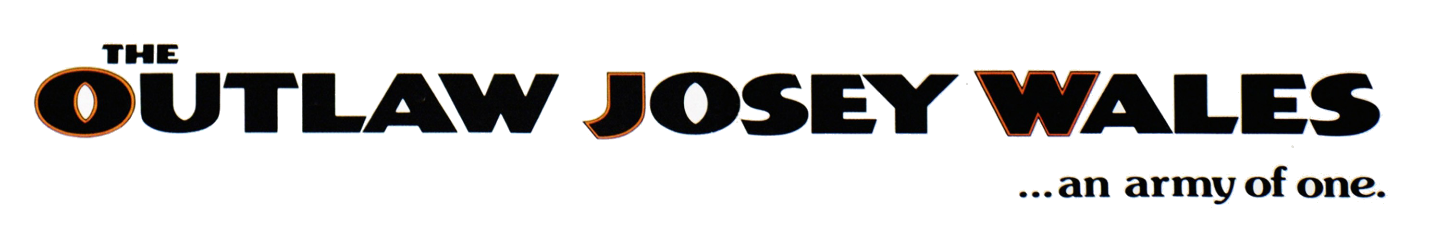 THE
OUTLAW JOSEY WALES
...an army of one.